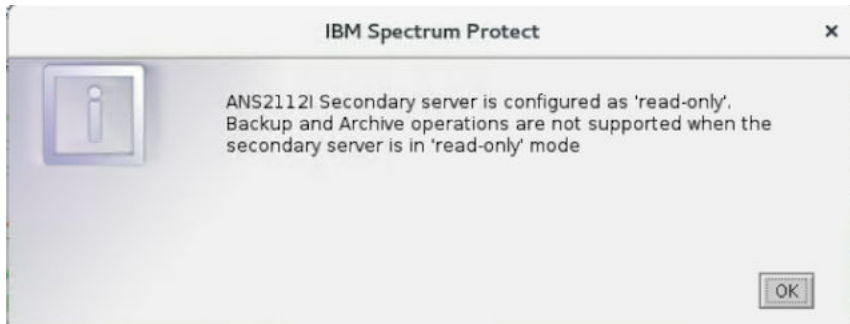 IBM Spectrum Protect
ANS2112I Secondary server is configured as 'read-only'.
Backup and Archive operations are not supported when the
secondary server is in 'read-only' mode
OK